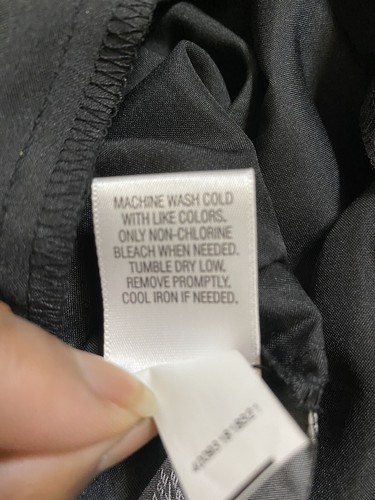 MACHINE WASH COLD
WITH LIKE COLORS.
ONLY NON-CHLORINE
BLEACH WHEN NEEDED.
TUMBLE DRY LOW.
REMOVE PROMPTLY.
COOL IRON IF NEEDED.